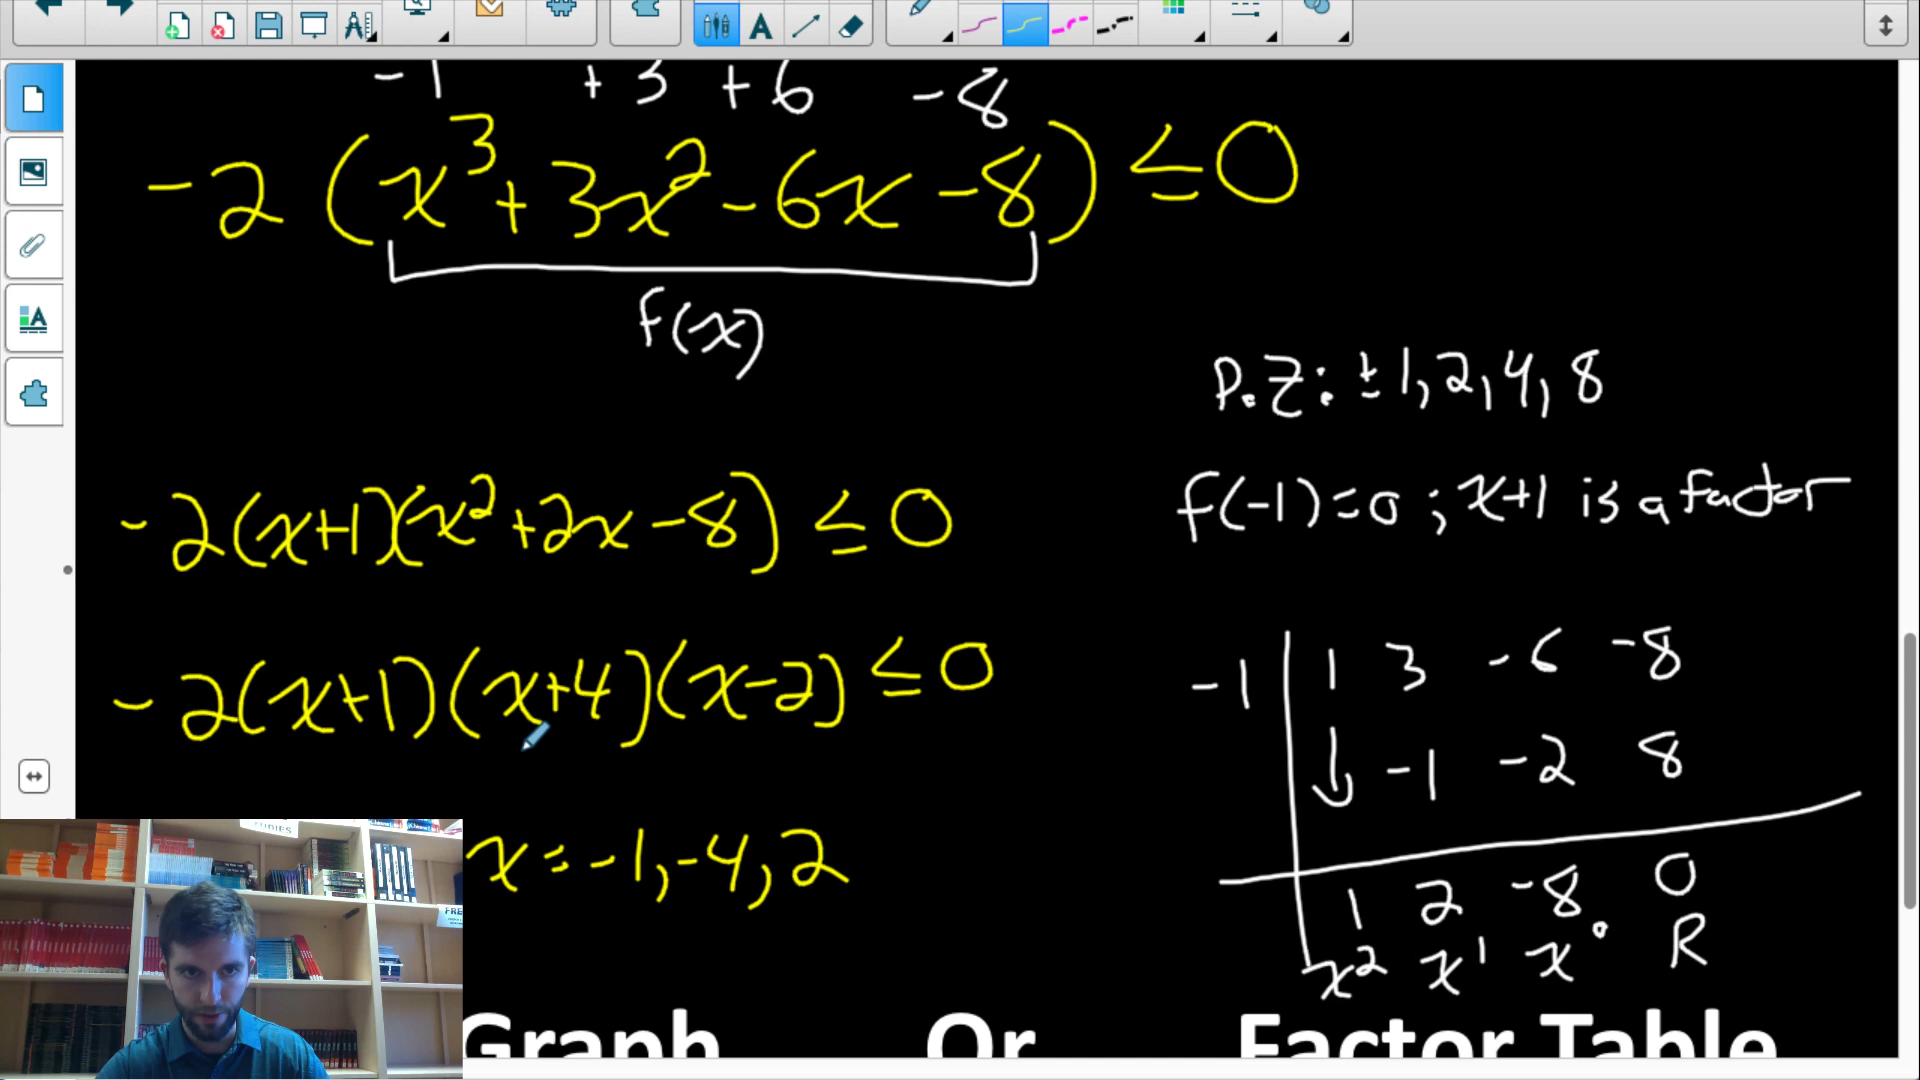 -1 +3 +6 -8
-2 (x³ + 3x² - 6x - 8) ≤ 0
f(x)
P.Z: ± 1, 2, 4, 8
f(-1) = 0 ; x+1 is a factor
-2(x+1)(x² + 2x - 8) ≤ 0
-2(x+1)(x+4)(x-2) ≤ 0
x = -1, -4, 2
-1 | 1 3 -6 -8
↓ -1 -2 8
1 2 -8 0
x² x¹ x⁰ R
Graph Or Factor Table